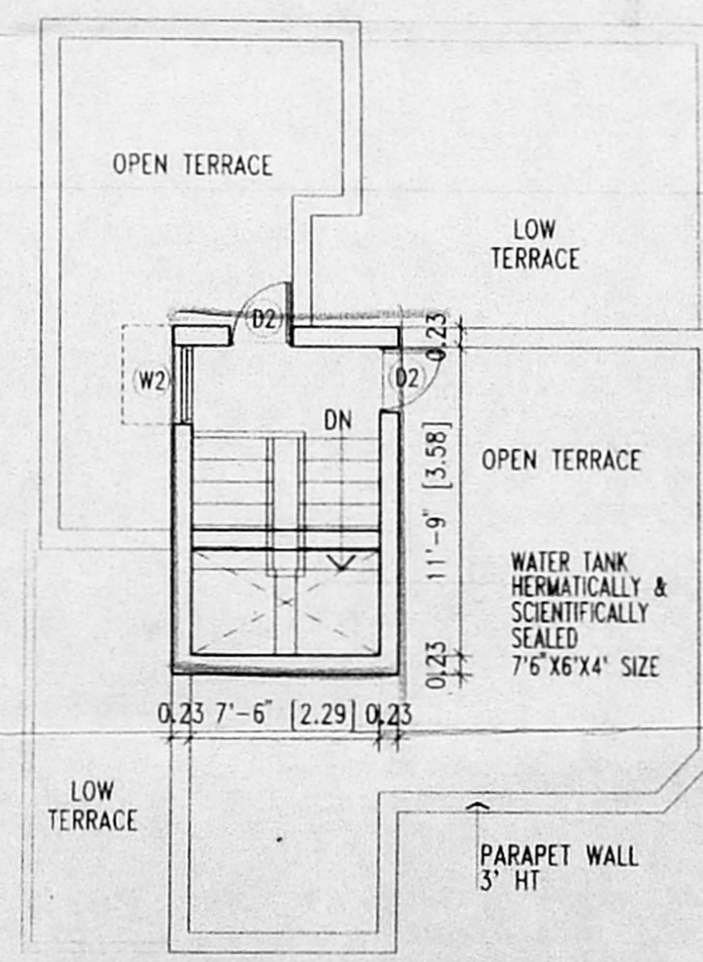 OPEN TERRACE
LOW
TERRACE
D2
0.23
W2
D2
DN
11'-9" [3.58]
OPEN TERRACE
WATER TANK
HERMATICALLY &
SCIENTIFICALLY
SEALED
7'6"X6'X4' SIZE
0.23
0.23 7'-6" [2.29] 0.23
LOW
TERRACE
PARAPET WALL
3' HT